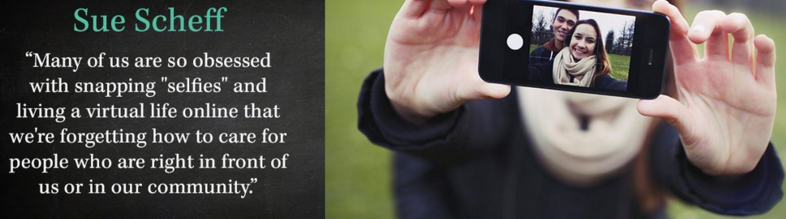 Sue Scheff
“Many of us are so obsessed
with snapping "selfies" and
living a virtual life online that
we're forgetting how to care for
people who are right in front of
us or in our community.”